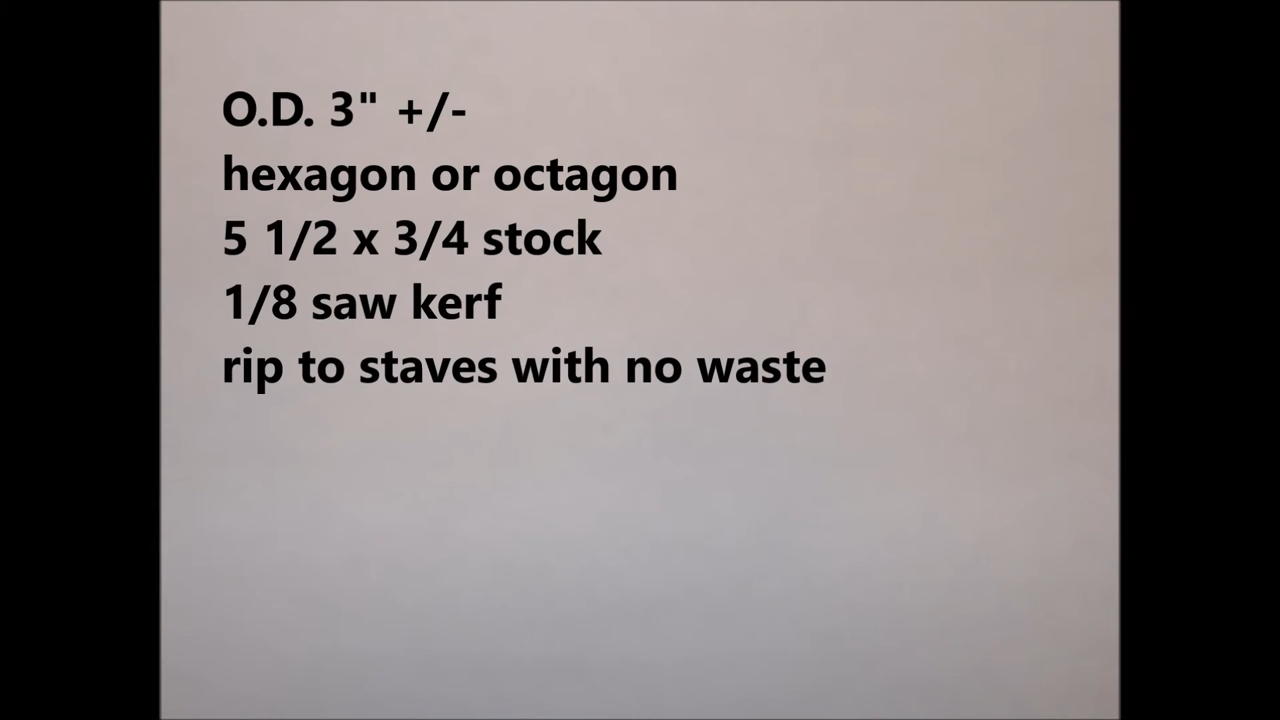 O.D. 3" +/-
hexagon or octagon
5 1/2 x 3/4 stock
1/8 saw kerf
rip to staves with no waste